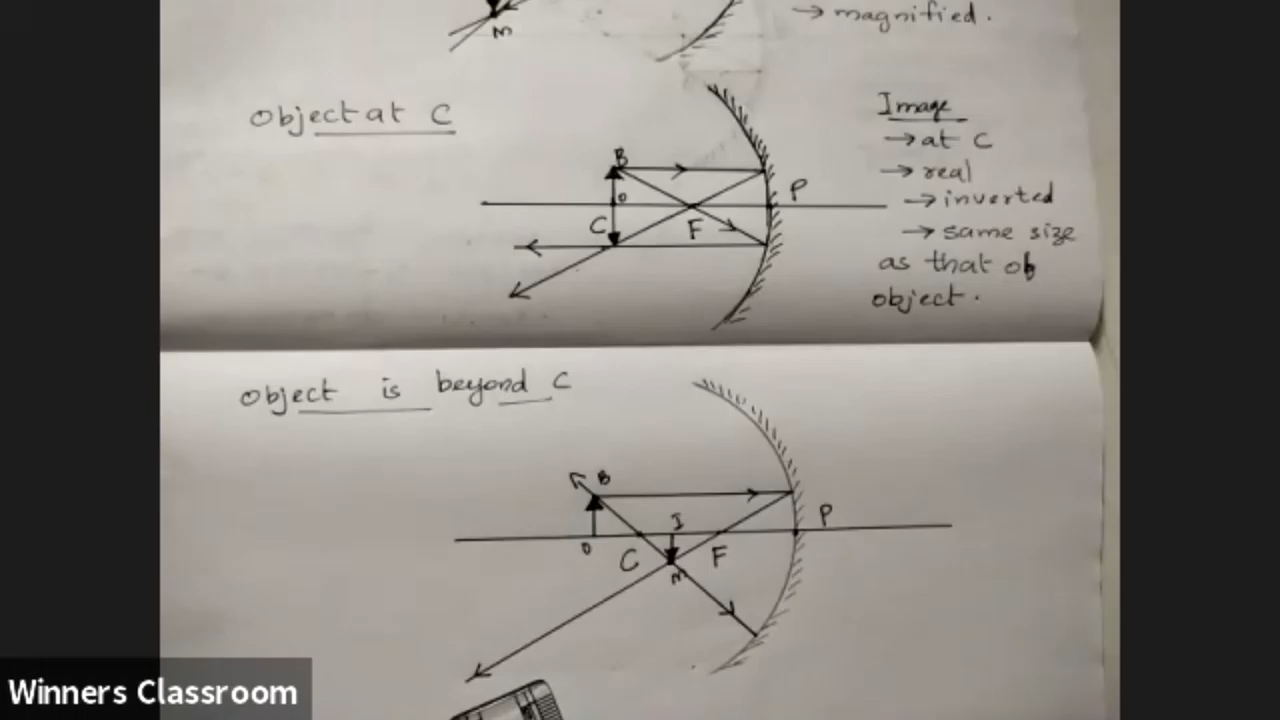 → magnified.
M
Object at C
Image
→ at C
→ real
→ inverted
→ same size
as that of
object.
B
O
P
C
F
Object is beyond C
B
P
I
O
C
F
M
Winners Classroom